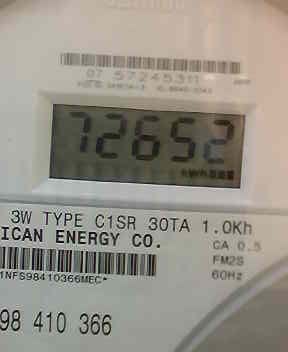 07 57245311
72652
kWh
3W TYPE C1SR 30TA 1.0Kh
ICAN ENERGY CO.
CA 0.5
FM2S
60Hz
1NFS98410366MEC*
98 410 366